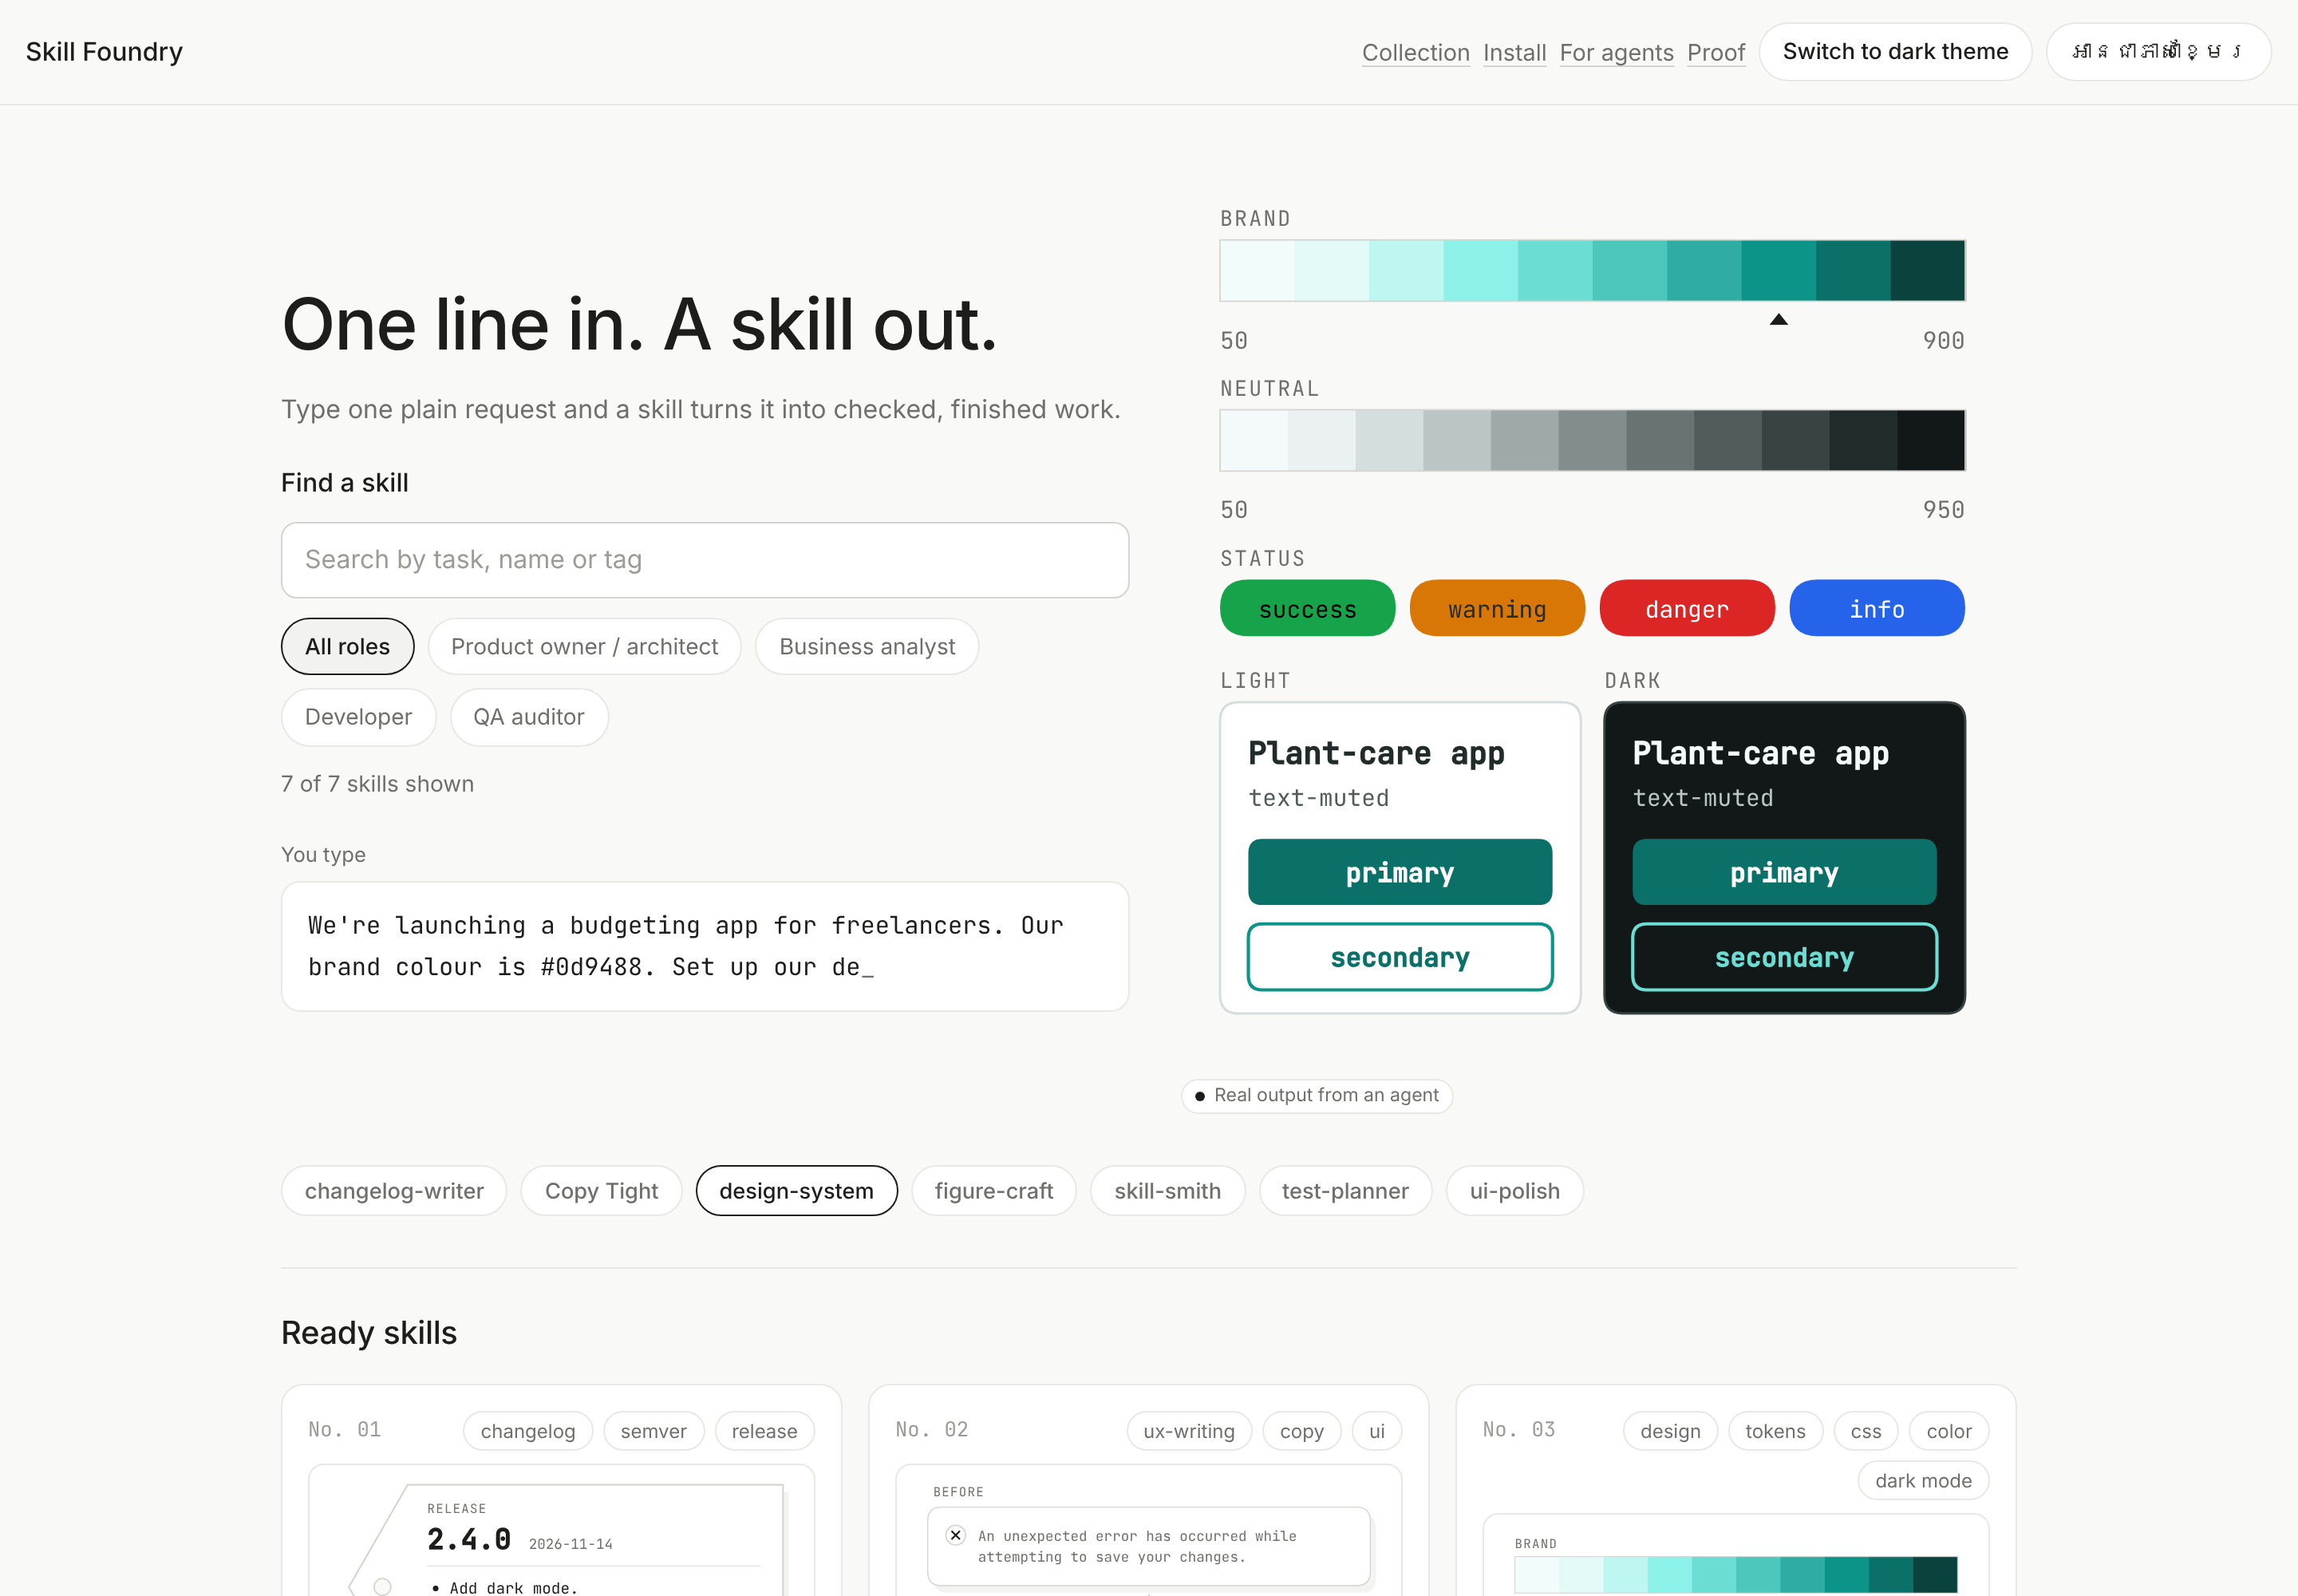 Skill Foundry
Collection Install For agents Proof Switch to dark theme អានជាភាសាខ្មែរ
One line in. A skill out.
Type one plain request and a skill turns it into checked, finished work.
Find a skill
Search by task, name or tag
All roles Product owner / architect Business analyst
Developer QA auditor
7 of 7 skills shown
You type
We're launching a budgeting app for freelancers. Our
brand colour is #0d9488. Set up our de_
BRAND
50 900
NEUTRAL
50 950
STATUS
success warning danger info
LIGHT
Plant-care app
text-muted
primary
secondary
DARK
Plant-care app
text-muted
primary
secondary
Real output from an agent
changelog-writer Copy Tight design-system figure-craft skill-smith test-planner ui-polish
Ready skills
No. 01 changelog semver release
RELEASE
2.4.0 2026-11-14
• Add dark mode.
No. 02 ux-writing copy ui
BEFORE
An unexpected error has occurred while
attempting to save your changes.
No. 03 design tokens css color
dark mode
BRAND